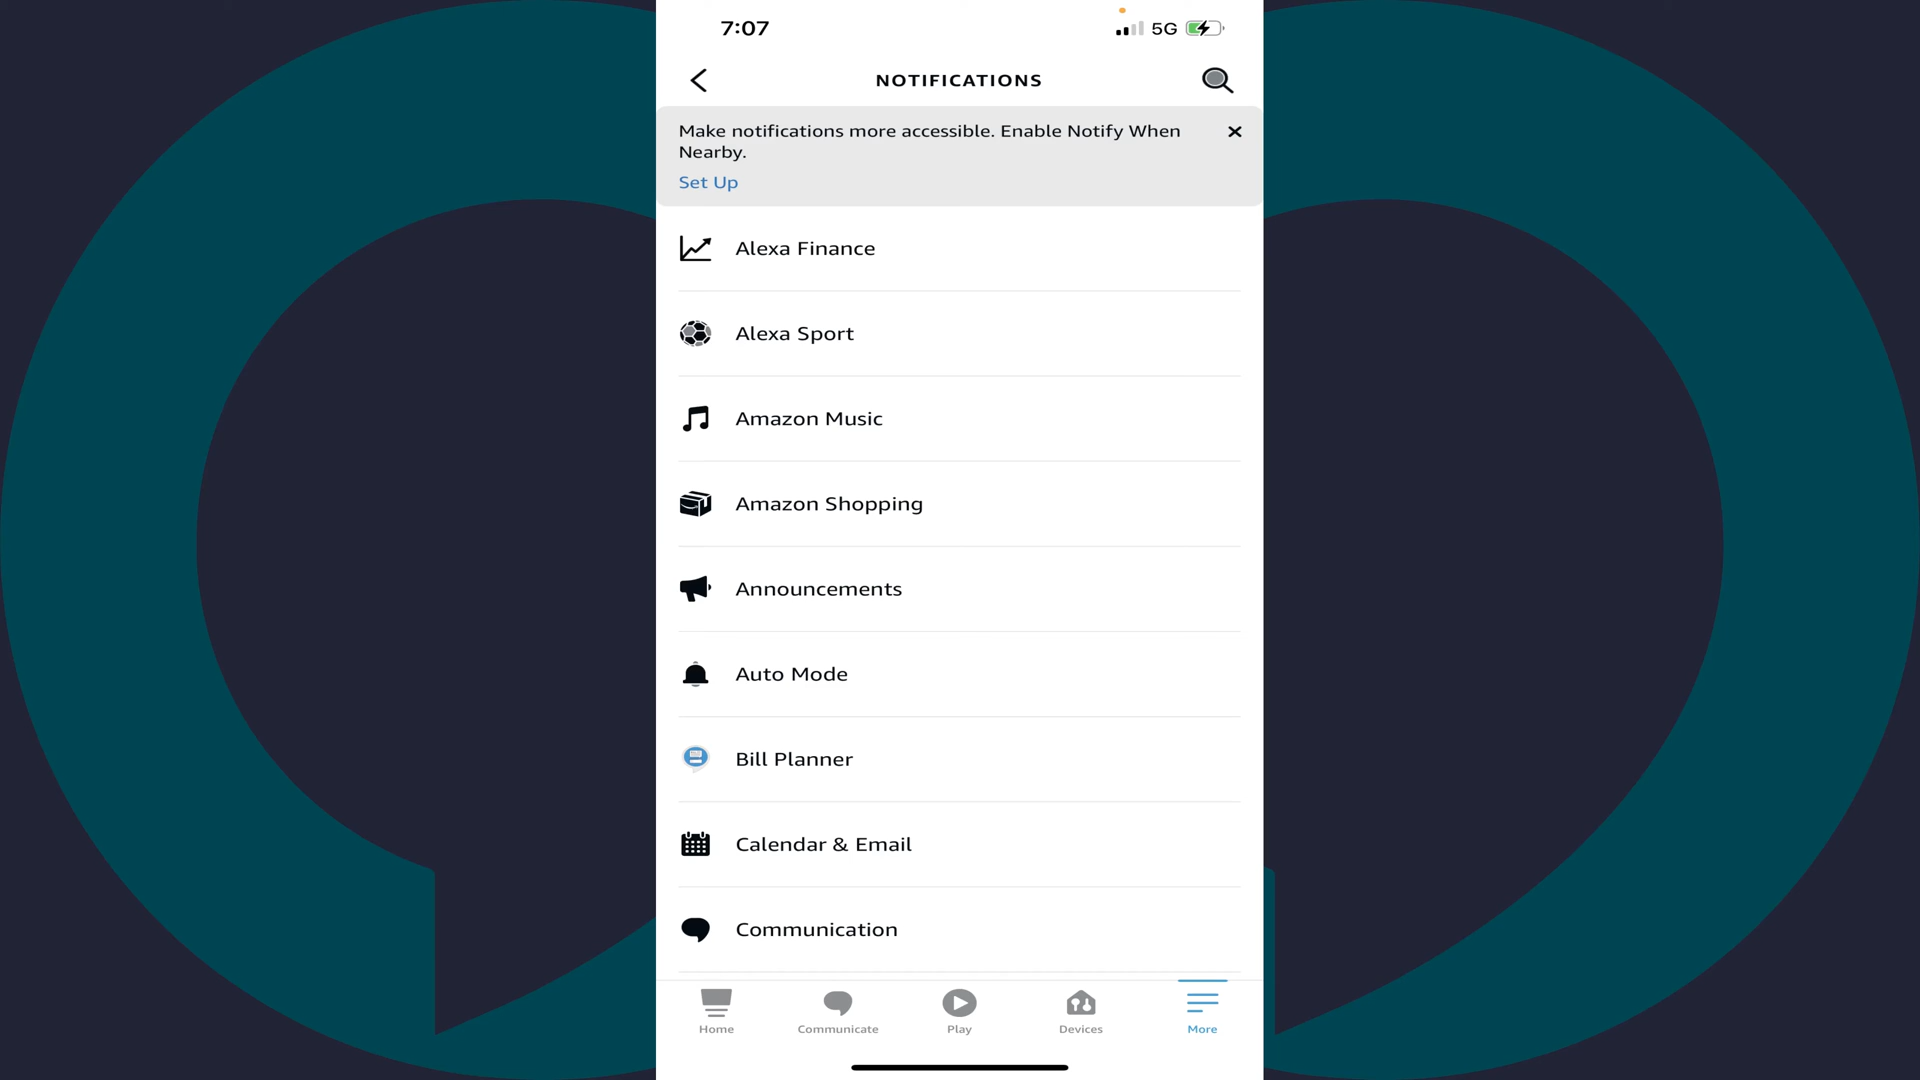 7:07
5G
NOTIFICATIONS
Make notifications more accessible. Enable Notify When
Nearby.
Set Up
Alexa Finance
Alexa Sport
Amazon Music
Amazon Shopping
Announcements
Auto Mode
Bill Planner
Calendar & Email
Communication
Home
Communicate
Play
Devices
More